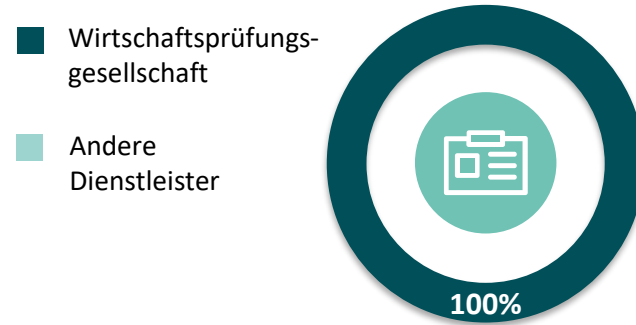 Wirtschaftsprüfungs-
gesellschaft
Andere
Dienstleister
100%